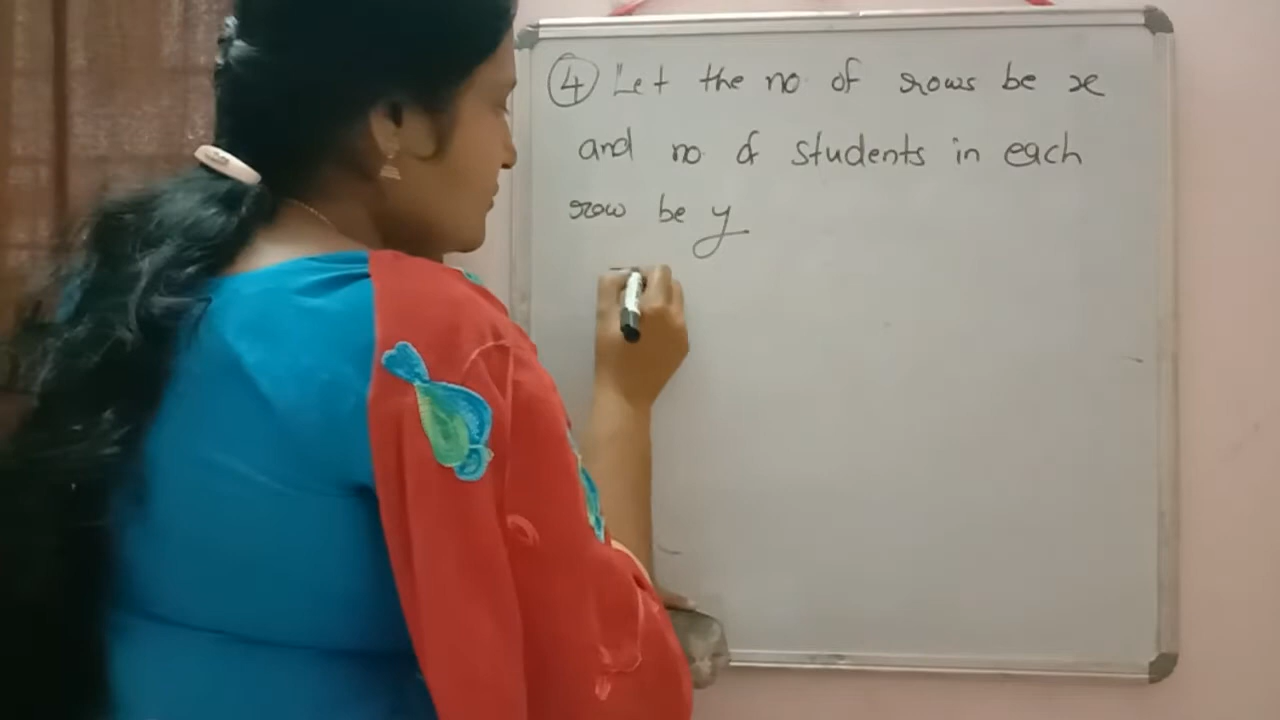 ④ Let the no. of rows be x
and no. of students in each
row be y